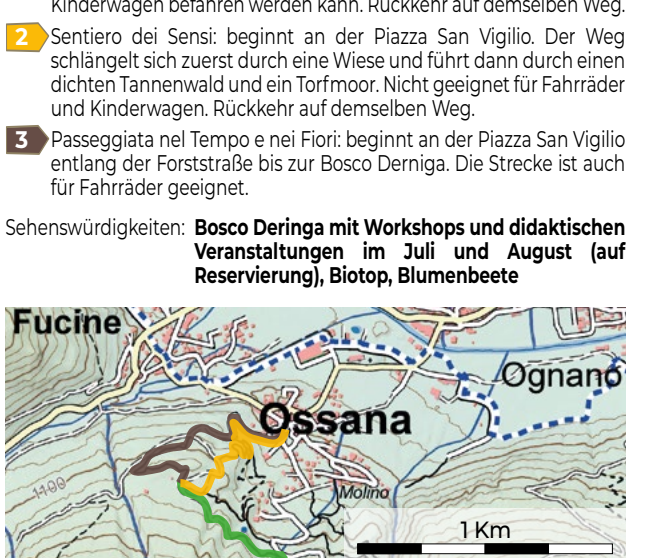 Kinderwagen befahren werden kann. Rückkehr auf demselben Weg.
2 Sentiero dei Sensi: beginnt an der Piazza San Vigilio. Der Weg
schlängelt sich zuerst durch eine Wiese und führt dann durch einen
dichten Tannenwald und ein Torfmoor. Nicht geeignet für Fahrräder
und Kinderwagen. Rückkehr auf demselben Weg.
3 Passeggiata nel Tempo e nei Fiori: beginnt an der Piazza San Vigilio
entlang der Forststraße bis zur Bosco Derniga. Die Strecke ist auch
für Fahrräder geeignet.
Sehenswürdigkeiten: Bosco Deringa mit Workshops und didaktischen
Veranstaltungen im Juli und August (auf
Reservierung), Biotop, Blumenbeete
Fucine
Ognano
Ossana
1100
Molino
1 Km